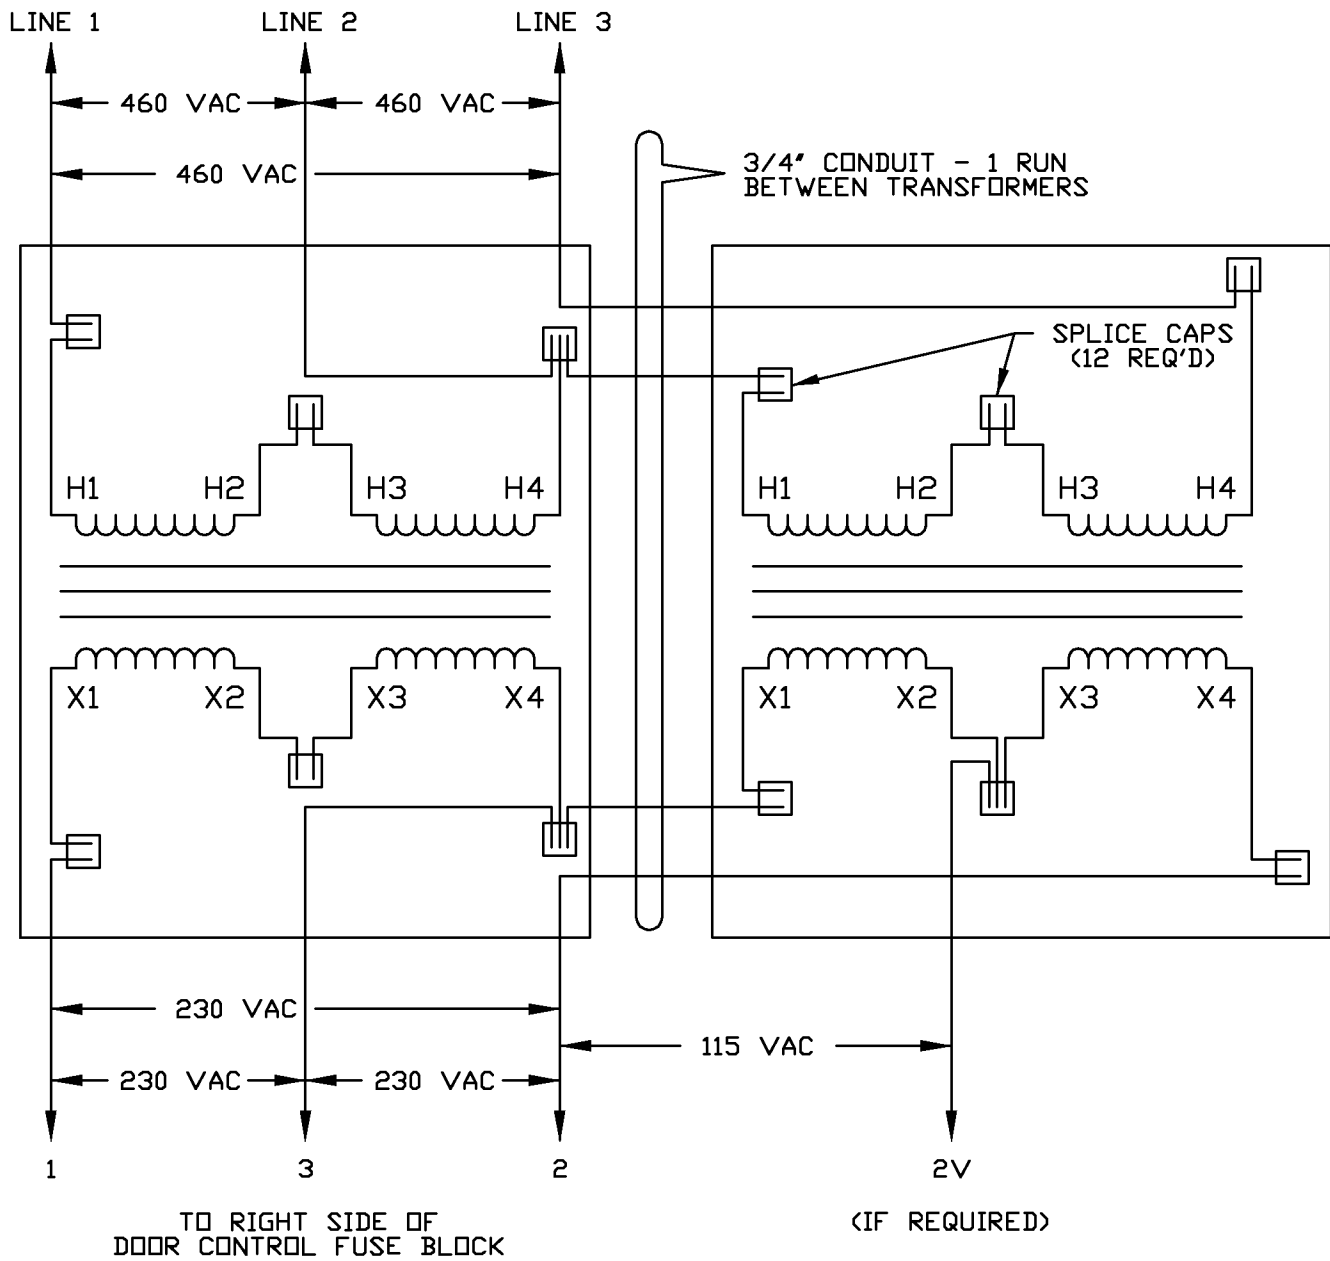 LINE 1 LINE 2 LINE 3
460 VAC 460 VAC
460 VAC
3/4" CONDUIT - 1 RUN
BETWEEN TRANSFORMERS
SPLICE CAPS
(12 REQ'D)
H1 H2 H3 H4 H1 H2 H3 H4
X1 X2 X3 X4 X1 X2 X3 X4
230 VAC
115 VAC
230 VAC 230 VAC
1 3 2 2V
TO RIGHT SIDE OF
DOOR CONTROL FUSE BLOCK
(IF REQUIRED)